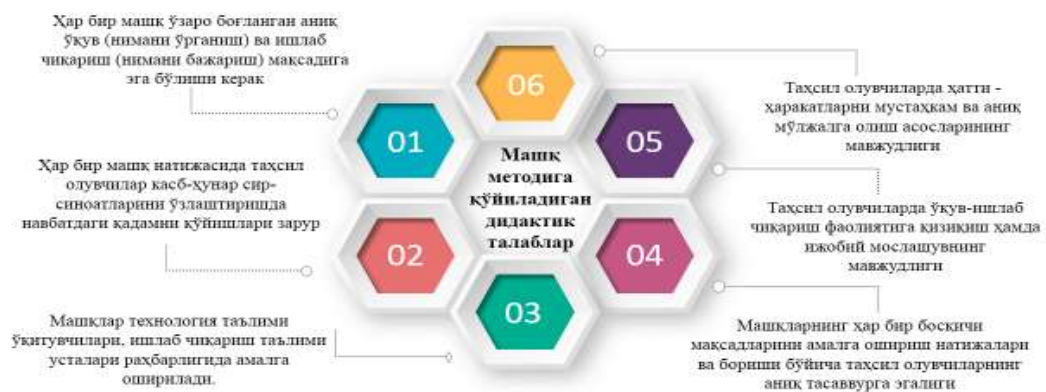 Ҳар бир машқ ўзаро боғланган аниқ
ўқув (нимани ўрганиш) ва ишлаб
чиқариш (нимани бажариш) мақсадига
эга бўлиши керак
01
Ҳар бир машқ натижасида таҳсил
олувчилар касб-ҳунар сир-
синоатларини ўзлаштиришда
навбатдаги қадамни қўйишлари зарур
02
Машқлар технология таълими
ўқитувчилари, ишлаб чиқариш таълими
усталари раҳбарлигида амалга
оширилади.
03
Машқ
методига
қўйиладиган
дидактик
талаблар
06
Таҳсил олувчиларда ҳатти -
ҳаракатларни мустаҳкам ва аниқ
мўлжалга олиш асосларининг
мавжудлиги
05
Таҳсил олувчиларда ўқув-ишлаб
чиқариш фаолиятига қизиқиш ҳамда
ижобий мослашувнинг
мавжудлиги
04
Машқларнинг ҳар бир босқичи
мақсадларини амалга ошириш натижалари
ва бориши бўйича таҳсил олувчиларнинг
аниқ тасаввурга эгалиги